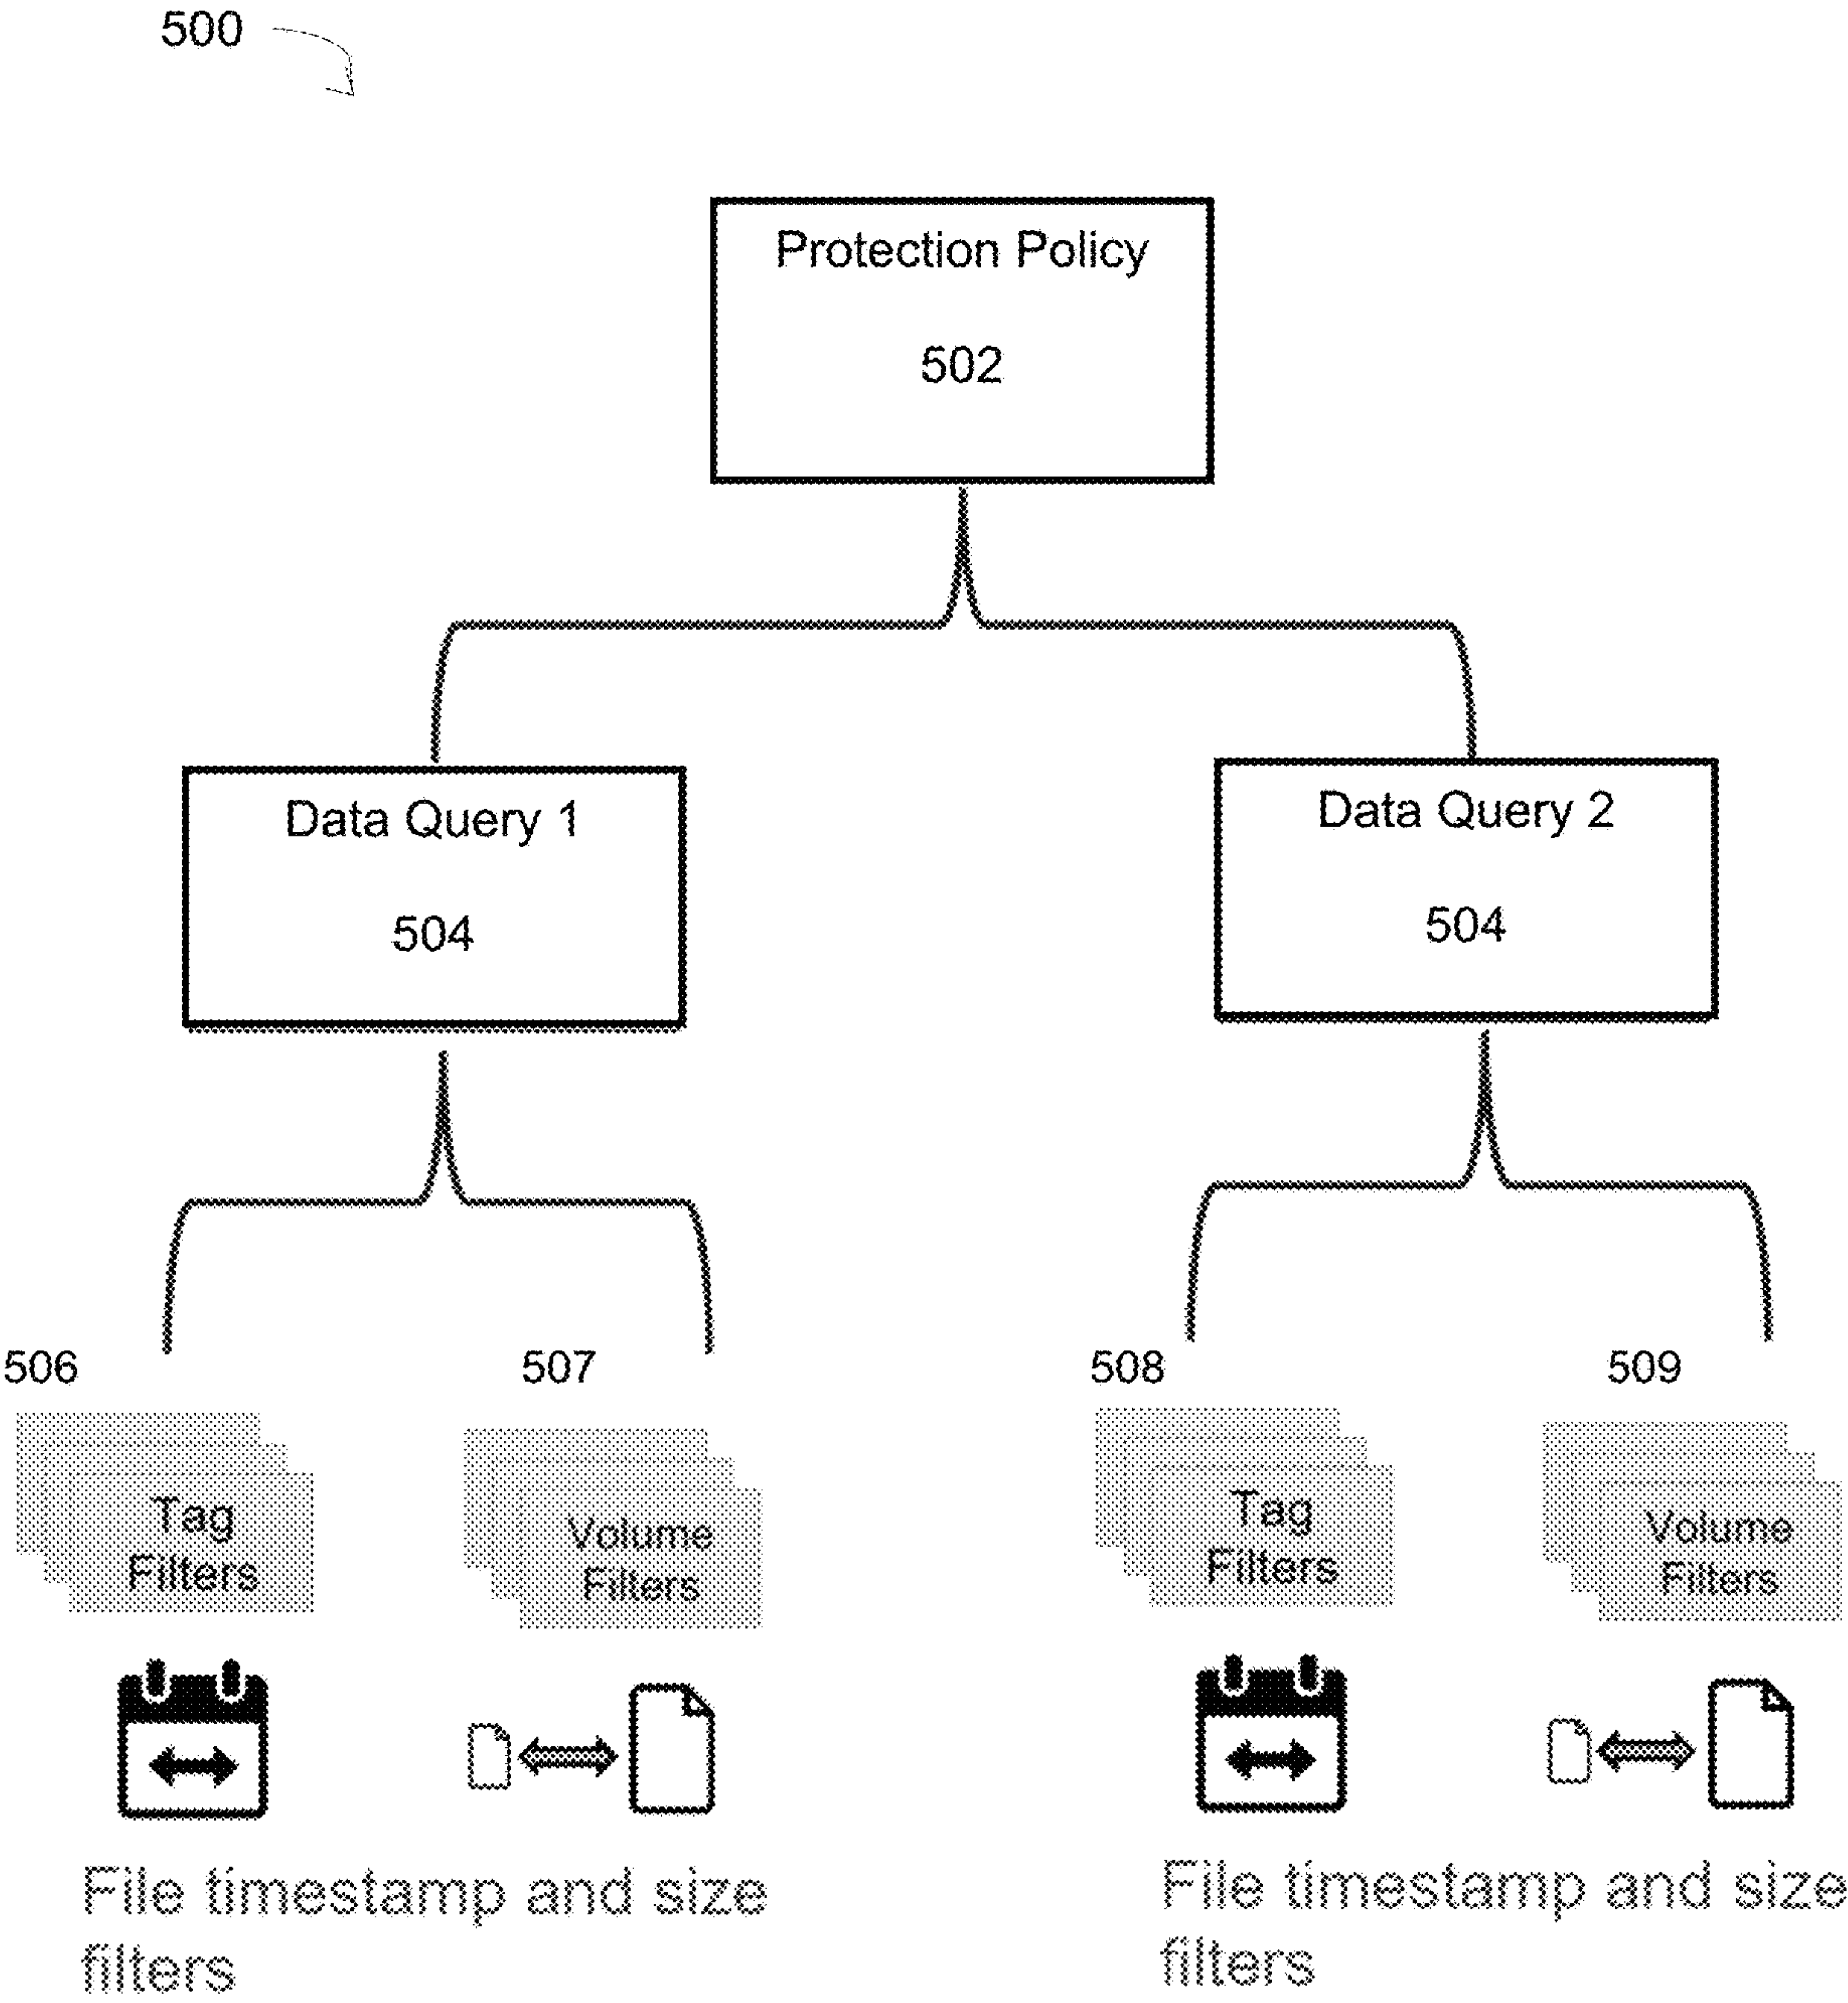 500
Protection Policy
502
Data Query 1
504
Data Query 2
504
506
507
508
509
Tag
Filters
Volume
Filters
Tag
Filters
Volume
Filters
File timestamp and size
filters
File timestamp and size
filters